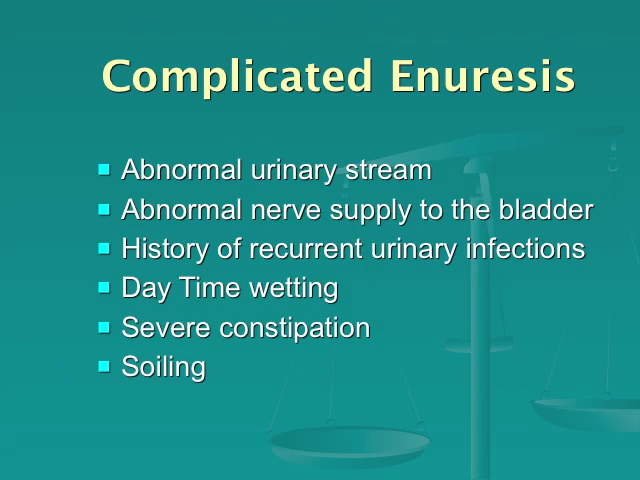 Complicated Enuresis
Abnormal urinary stream
Abnormal nerve supply to the bladder
History of recurrent urinary infections
Day Time wetting
Severe constipation
Soiling